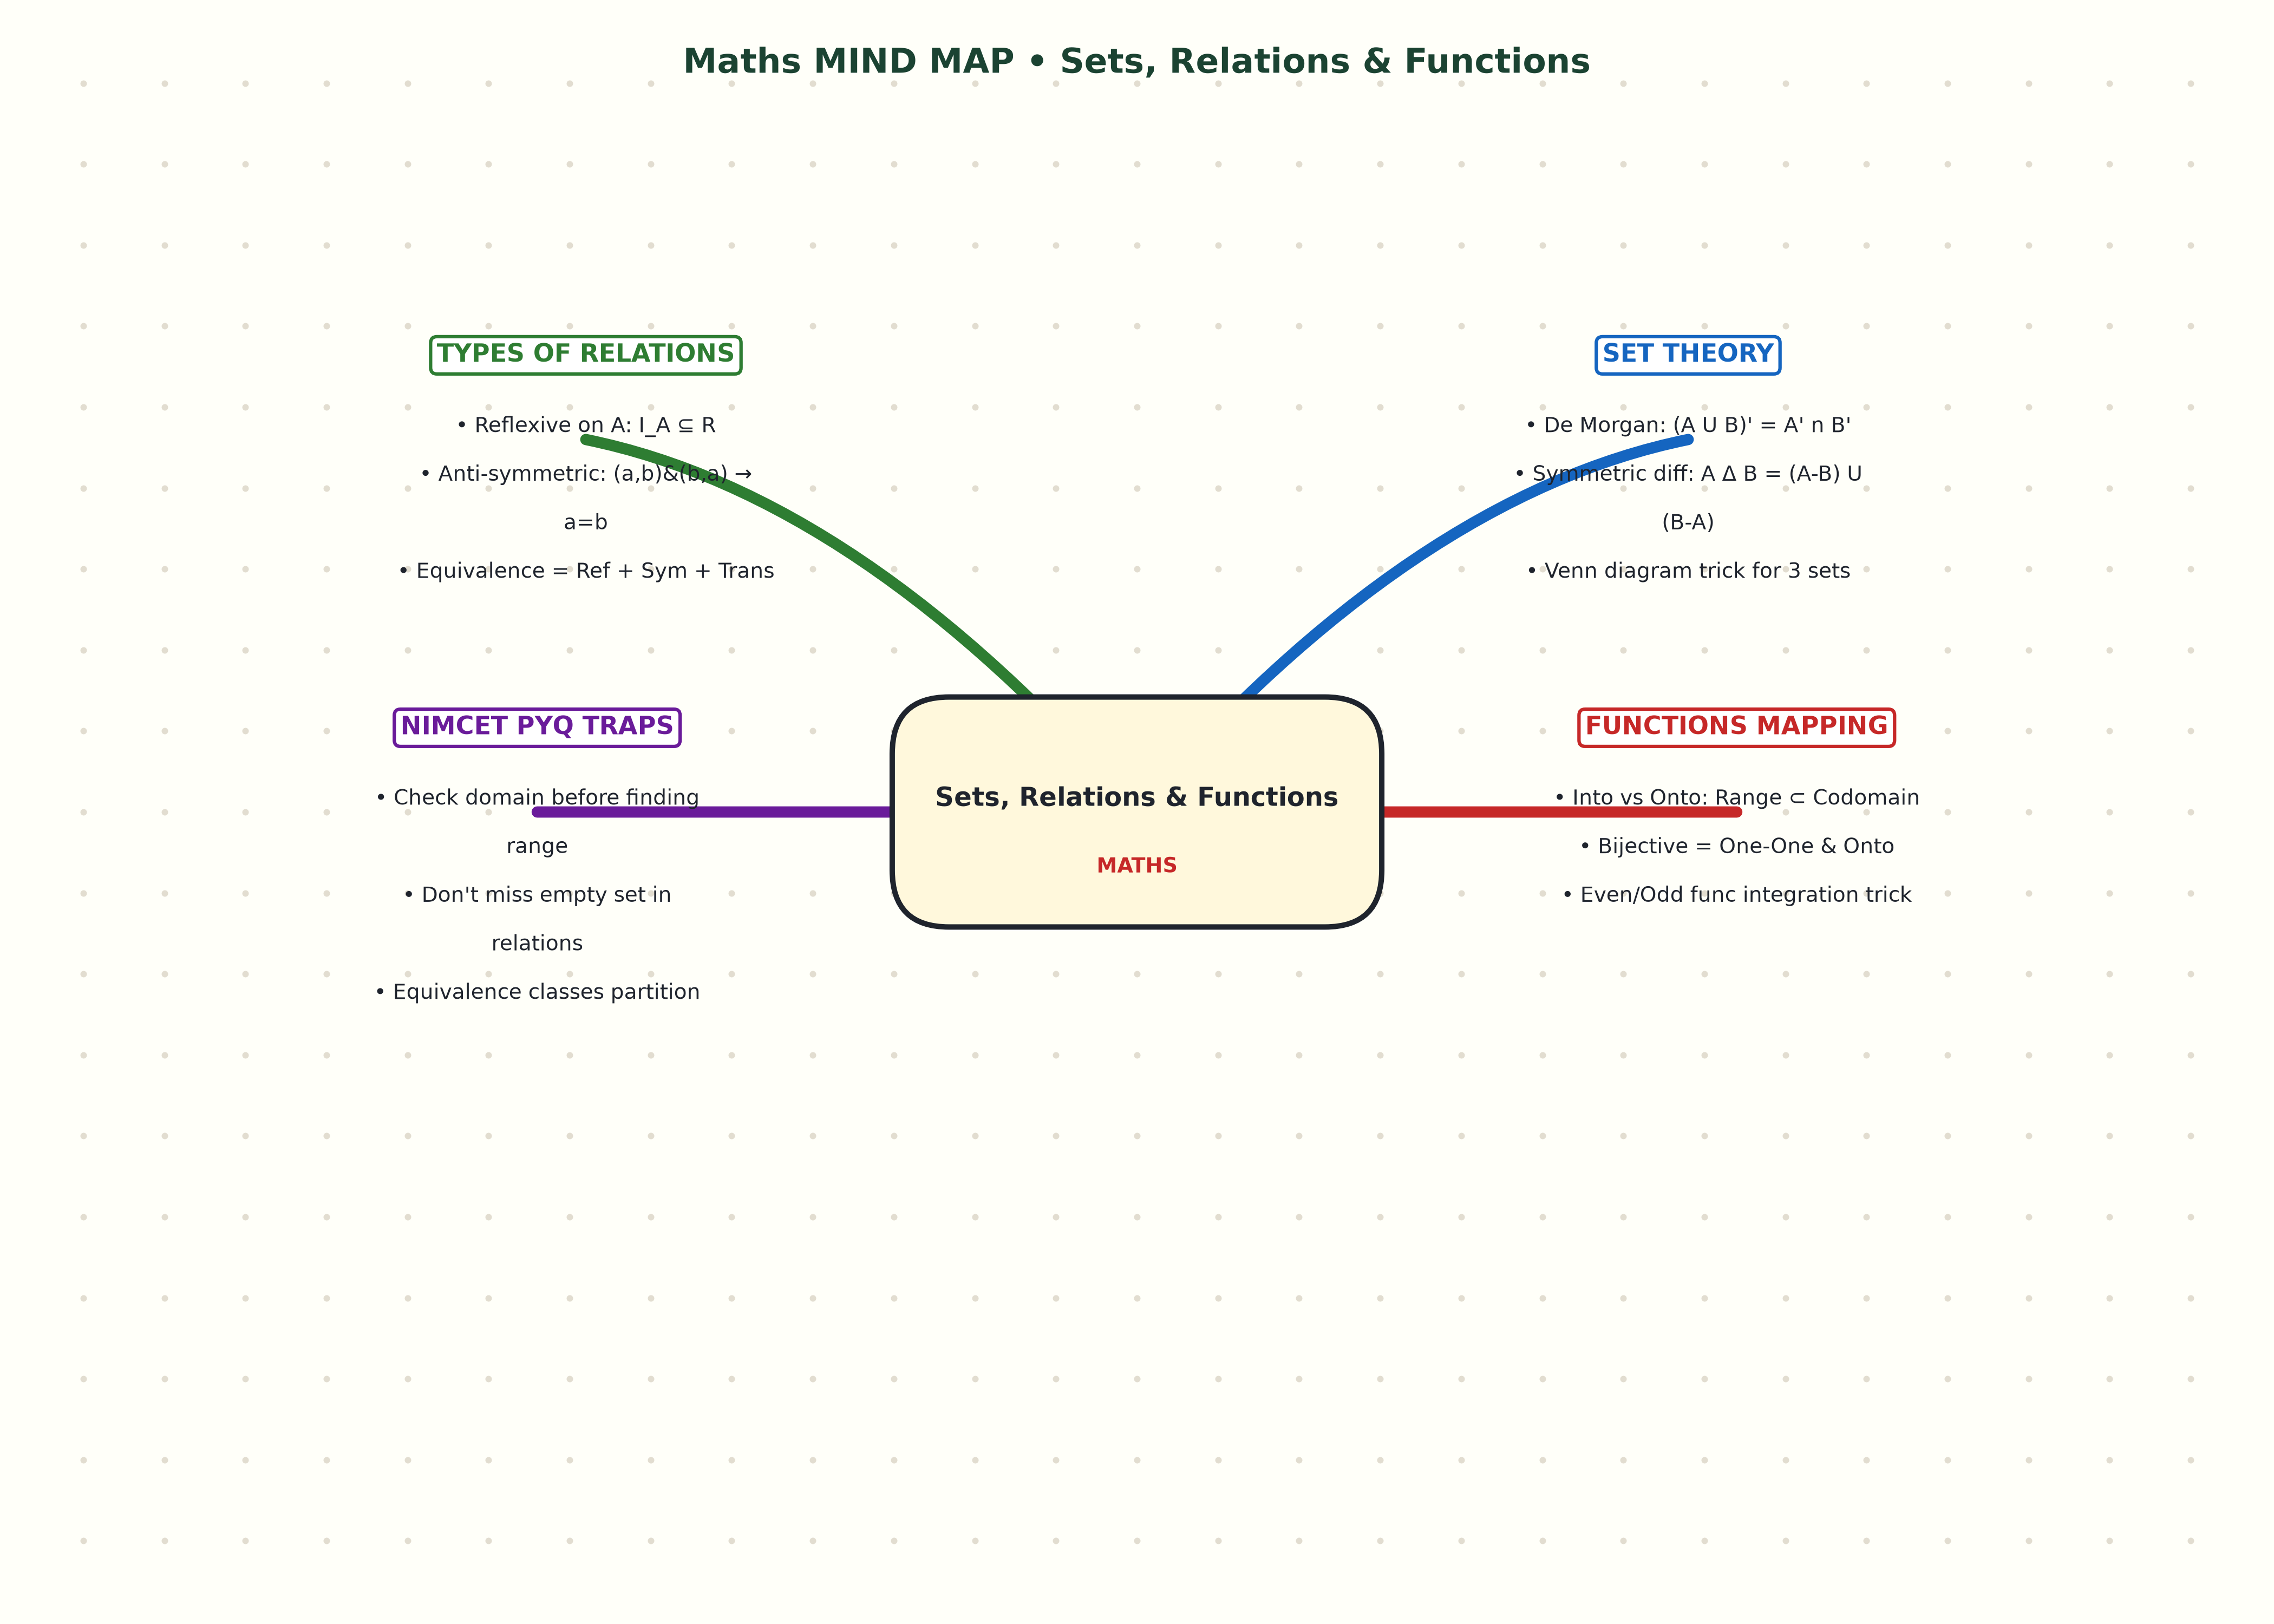 Maths MIND MAP • Sets, Relations & Functions
TYPES OF RELATIONS
• Reflexive on A: I_A ⊆ R
• Anti-symmetric: (a,b)&(b,a) →
a=b
• Equivalence = Ref + Sym + Trans
SET THEORY
• De Morgan: (A U B)' = A' n B'
• Symmetric diff: A Δ B = (A-B) U
(B-A)
• Venn diagram trick for 3 sets
NIMCET PYQ TRAPS
• Check domain before finding
range
• Don't miss empty set in
relations
• Equivalence classes partition
Sets, Relations & Functions
MATHS
FUNCTIONS MAPPING
• Into vs Onto: Range ⊂ Codomain
• Bijective = One-One & Onto
• Even/Odd func integration trick